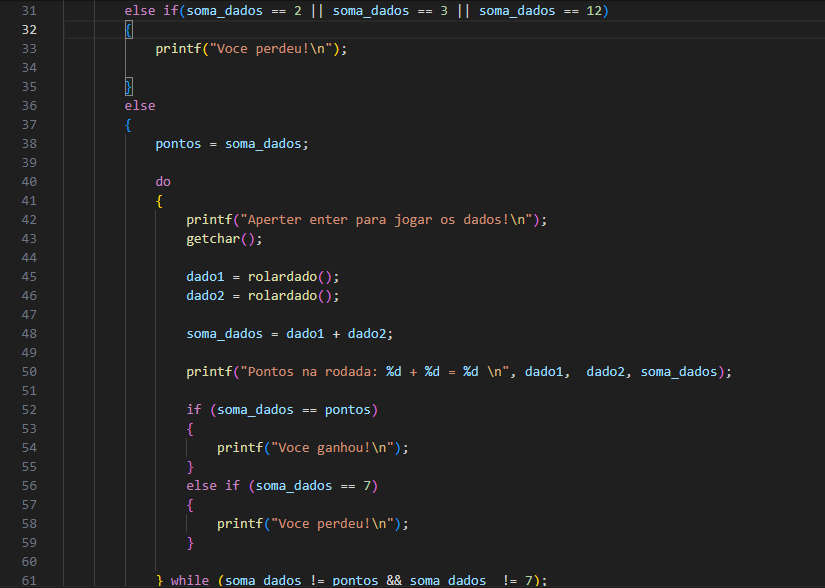 31 else if(soma_dados == 2 || soma_dados == 3 || soma_dados == 12)
32 {
33 printf("Voce perdeu!\n");
34
35 }
36 else
37 {
38 pontos = soma_dados;
39
40 do
41 {
42 printf("Aperter enter para jogar os dados!\n");
43 getchar();
44
45 dado1 = rolardado();
46 dado2 = rolardado();
47
48 soma_dados = dado1 + dado2;
49
50 printf("Pontos na rodada: %d + %d = %d \n", dado1,  dado2, soma_dados);
51
52 if (soma_dados == pontos)
53 {
54 printf("Voce ganhou!\n");
55 }
56 else if (soma_dados == 7)
57 {
58 printf("Voce perdeu!\n");
59 }
60
61 } while (soma_dados != pontos && soma_dados  != 7);